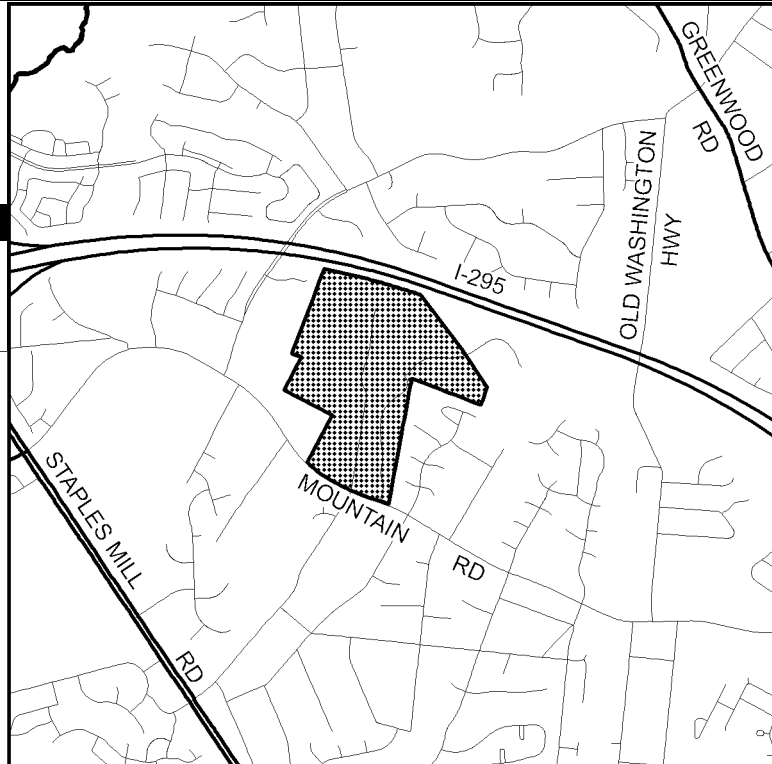 GREENWOOD
RD
OLD WASHINGTON
HWY
I-295
MOUNTAIN
RD
STAPLES MILL
RD